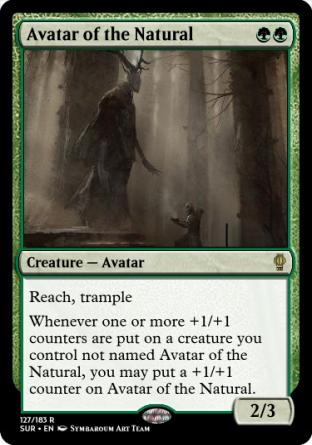 Avatar of the Natural
Creature — Avatar
Reach, trample
Whenever one or more +1/+1
counters are put on a creature you
control not named Avatar of the
Natural, you may put a +1/+1
counter on Avatar of the Natural.
2/3
127/183 R
SUR • EN Symbaroum Art Team